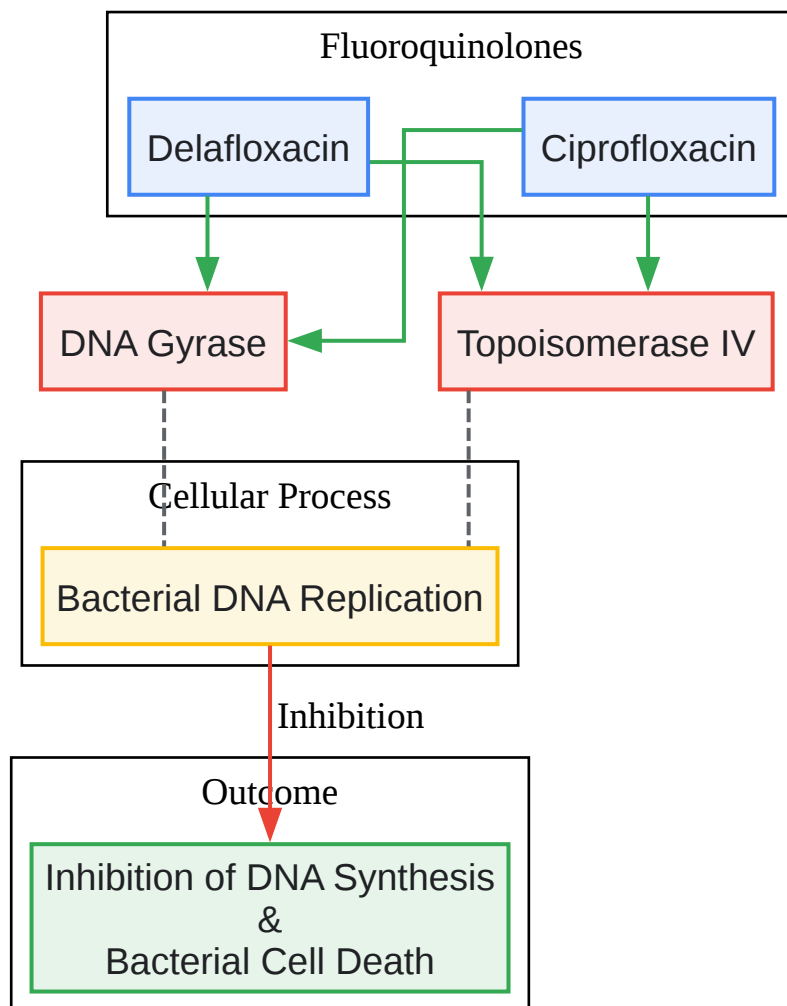 Fluoroquinolones
Delafloxacin
Ciprofloxacin
DNA Gyrase
Topoisomerase IV
Cellular Process
Bacterial DNA Replication
Inhibition
Outcome
Inhibition of DNA Synthesis
&
Bacterial Cell Death